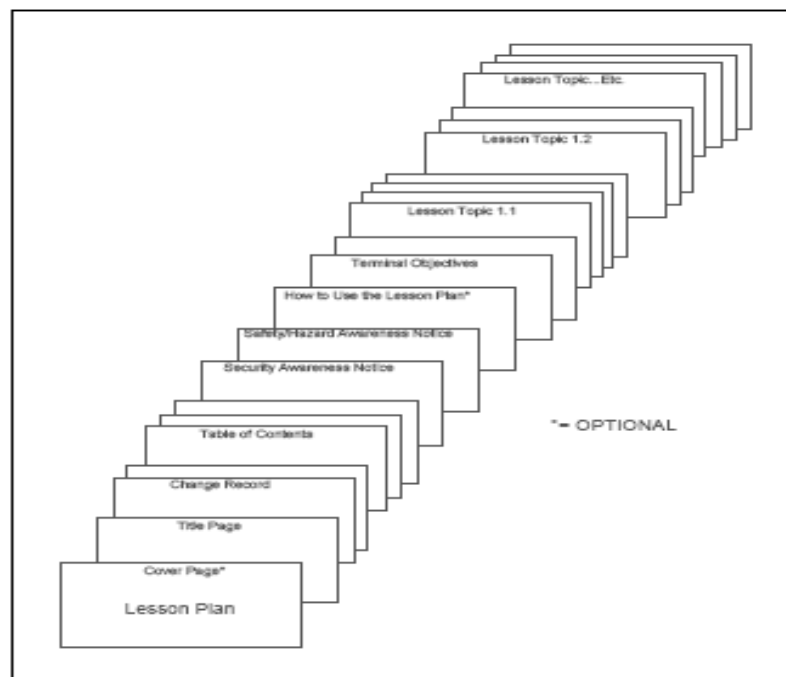 Lesson Topic...Etc.
Lesson Topic 1.2
Lesson Topic 1.1
Terminal Objectives
How to Use the Lesson Plan*
Safety/Hazard Awareness Notice
Security Awareness Notice
*= OPTIONAL
Table of Contents
Change Record
Title Page
Cover Page*
Lesson Plan